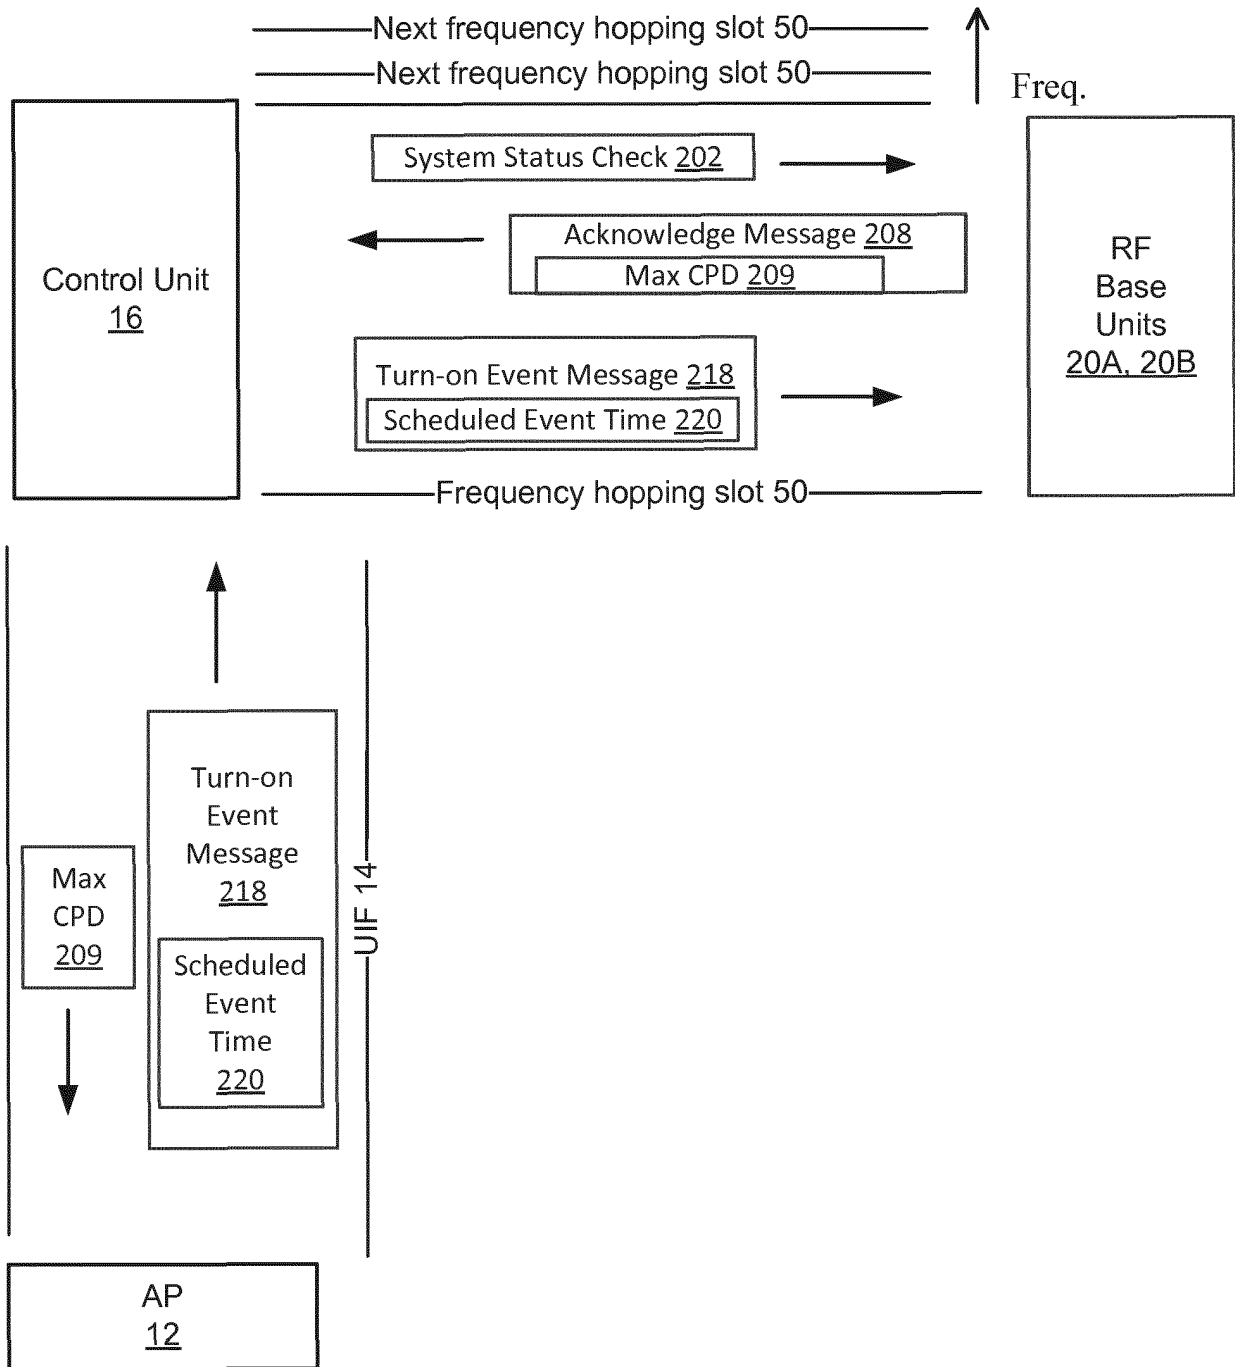 Next frequency hopping slot 50
Next frequency hopping slot 50
Freq.
System Status Check 202
Acknowledge Message 208
Max CPD 209
Control Unit
16
RF
Base
Units
20A, 20B
Turn-on Event Message 218
Scheduled Event Time 220
Frequency hopping slot 50
Turn-on
Event
Message
218
Max
CPD
209
UIF 14
Scheduled
Event
Time
220
AP
12